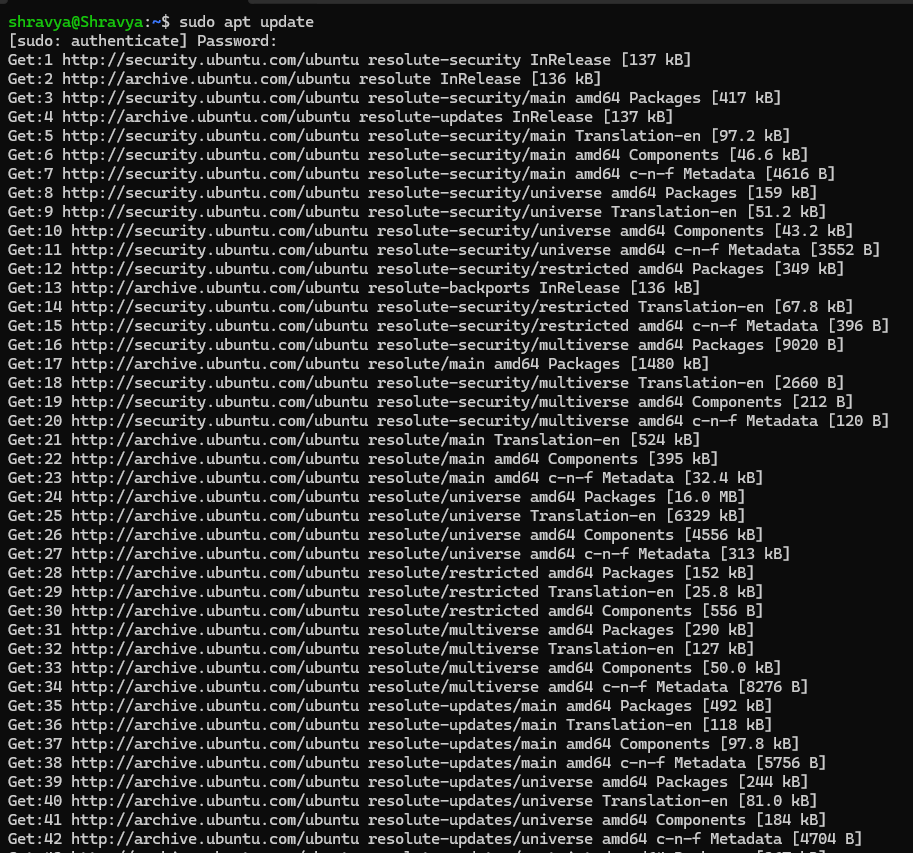 shravya@Shravya:~$ sudo apt update
[sudo: authenticate] Password:
Get:1 http://security.ubuntu.com/ubuntu resolute-security InRelease [137 kB]
Get:2 http://archive.ubuntu.com/ubuntu resolute InRelease [136 kB]
Get:3 http://security.ubuntu.com/ubuntu resolute-security/main amd64 Packages [417 kB]
Get:4 http://archive.ubuntu.com/ubuntu resolute-updates InRelease [137 kB]
Get:5 http://security.ubuntu.com/ubuntu resolute-security/main Translation-en [97.2 kB]
Get:6 http://security.ubuntu.com/ubuntu resolute-security/main amd64 Components [46.6 kB]
Get:7 http://security.ubuntu.com/ubuntu resolute-security/main amd64 c-n-f Metadata [4616 B]
Get:8 http://security.ubuntu.com/ubuntu resolute-security/universe amd64 Packages [159 kB]
Get:9 http://security.ubuntu.com/ubuntu resolute-security/universe Translation-en [51.2 kB]
Get:10 http://security.ubuntu.com/ubuntu resolute-security/universe amd64 Components [43.2 kB]
Get:11 http://security.ubuntu.com/ubuntu resolute-security/universe amd64 c-n-f Metadata [3552 B]
Get:12 http://security.ubuntu.com/ubuntu resolute-security/restricted amd64 Packages [349 kB]
Get:13 http://archive.ubuntu.com/ubuntu resolute-backports InRelease [136 kB]
Get:14 http://security.ubuntu.com/ubuntu resolute-security/restricted Translation-en [67.8 kB]
Get:15 http://security.ubuntu.com/ubuntu resolute-security/restricted amd64 c-n-f Metadata [396 B]
Get:16 http://security.ubuntu.com/ubuntu resolute-security/multiverse amd64 Packages [9020 B]
Get:17 http://archive.ubuntu.com/ubuntu resolute/main amd64 Packages [1480 kB]
Get:18 http://security.ubuntu.com/ubuntu resolute-security/multiverse Translation-en [2660 B]
Get:19 http://security.ubuntu.com/ubuntu resolute-security/multiverse amd64 Components [212 B]
Get:20 http://security.ubuntu.com/ubuntu resolute-security/multiverse amd64 c-n-f Metadata [120 B]
Get:21 http://archive.ubuntu.com/ubuntu resolute/main Translation-en [524 kB]
Get:22 http://archive.ubuntu.com/ubuntu resolute/main amd64 Components [395 kB]
Get:23 http://archive.ubuntu.com/ubuntu resolute/main amd64 c-n-f Metadata [32.4 kB]
Get:24 http://archive.ubuntu.com/ubuntu resolute/universe amd64 Packages [16.0 MB]
Get:25 http://archive.ubuntu.com/ubuntu resolute/universe Translation-en [6329 kB]
Get:26 http://archive.ubuntu.com/ubuntu resolute/universe amd64 Components [4556 kB]
Get:27 http://archive.ubuntu.com/ubuntu resolute/universe amd64 c-n-f Metadata [313 kB]
Get:28 http://archive.ubuntu.com/ubuntu resolute/restricted amd64 Packages [152 kB]
Get:29 http://archive.ubuntu.com/ubuntu resolute/restricted Translation-en [25.8 kB]
Get:30 http://archive.ubuntu.com/ubuntu resolute/restricted amd64 Components [556 B]
Get:31 http://archive.ubuntu.com/ubuntu resolute/multiverse amd64 Packages [290 kB]
Get:32 http://archive.ubuntu.com/ubuntu resolute/multiverse Translation-en [127 kB]
Get:33 http://archive.ubuntu.com/ubuntu resolute/multiverse amd64 Components [50.0 kB]
Get:34 http://archive.ubuntu.com/ubuntu resolute/multiverse amd64 c-n-f Metadata [8276 B]
Get:35 http://archive.ubuntu.com/ubuntu resolute-updates/main amd64 Packages [492 kB]
Get:36 http://archive.ubuntu.com/ubuntu resolute-updates/main Translation-en [118 kB]
Get:37 http://archive.ubuntu.com/ubuntu resolute-updates/main amd64 Components [97.8 kB]
Get:38 http://archive.ubuntu.com/ubuntu resolute-updates/main amd64 c-n-f Metadata [5756 B]
Get:39 http://archive.ubuntu.com/ubuntu resolute-updates/universe amd64 Packages [244 kB]
Get:40 http://archive.ubuntu.com/ubuntu resolute-updates/universe Translation-en [81.0 kB]
Get:41 http://archive.ubuntu.com/ubuntu resolute-updates/universe amd64 Components [184 kB]
Get:42 http://archive.ubuntu.com/ubuntu resolute-updates/universe amd64 c-n-f Metadata [4704 B]